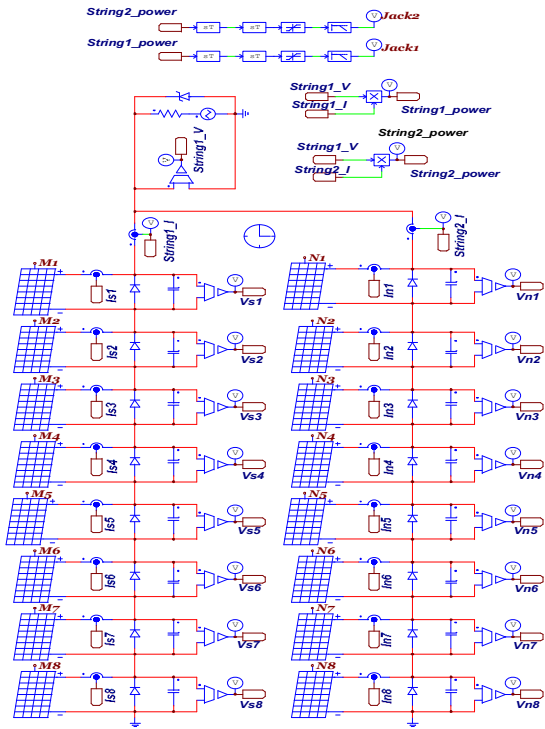 String2_power
Jack2
String1_power
Jack1
String1_V
String1_V
String1_I
String1_power
String2_power
String1_V
String2_I
String2_power
String1_I
String2_I
M1
Is1
Vs1
N1
In1
Vn1
M2
Is2
Vs2
N2
In2
Vn2
M3
Is3
Vs3
N3
In3
Vn3
M4
Is4
Vs4
N4
In4
Vn4
M5
Is5
Vs5
N5
In5
Vn5
M6
Is6
Vs6
N6
In6
Vn6
M7
Is7
Vs7
N7
In7
Vn7
M8
Is8
Vs8
N8
In8
Vn8